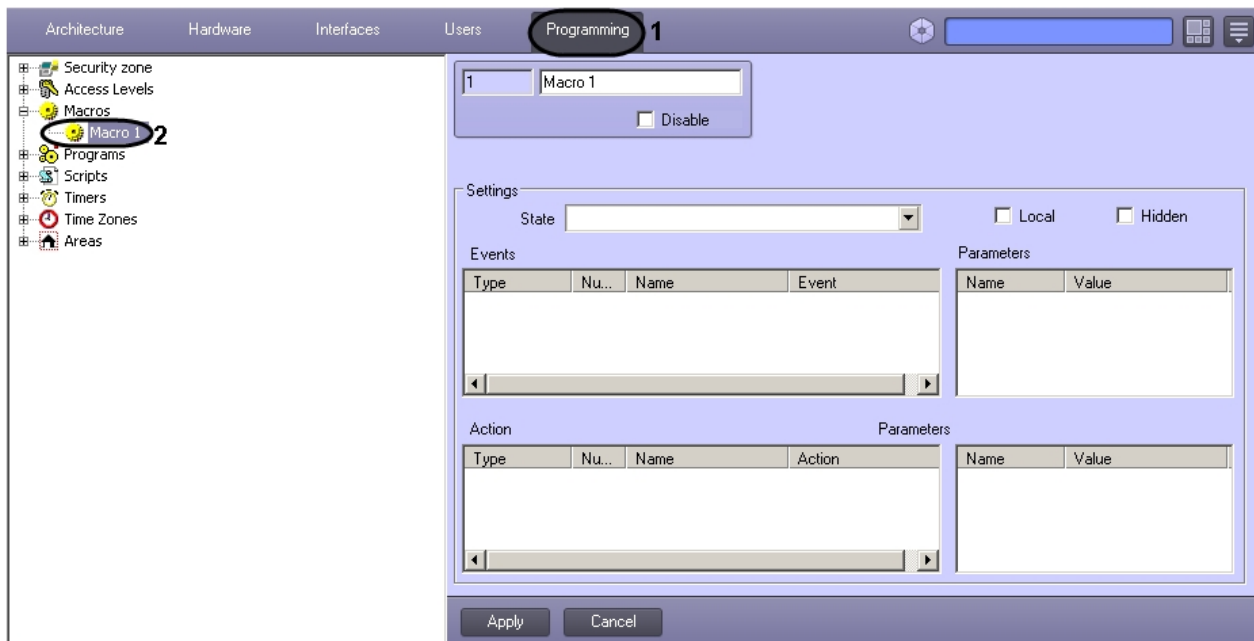 Architecture Hardware Interfaces Users Programming 1
Security zone
Access Levels
Macros
Macro 1 2
Programs
Scripts
Timers
Time Zones
Areas
1 Macro 1
Disable
Settings
State Local Hidden
Events Parameters
Type Nu... Name Event Name Value
Action Parameters
Type Nu... Name Action Name Value
Apply Cancel